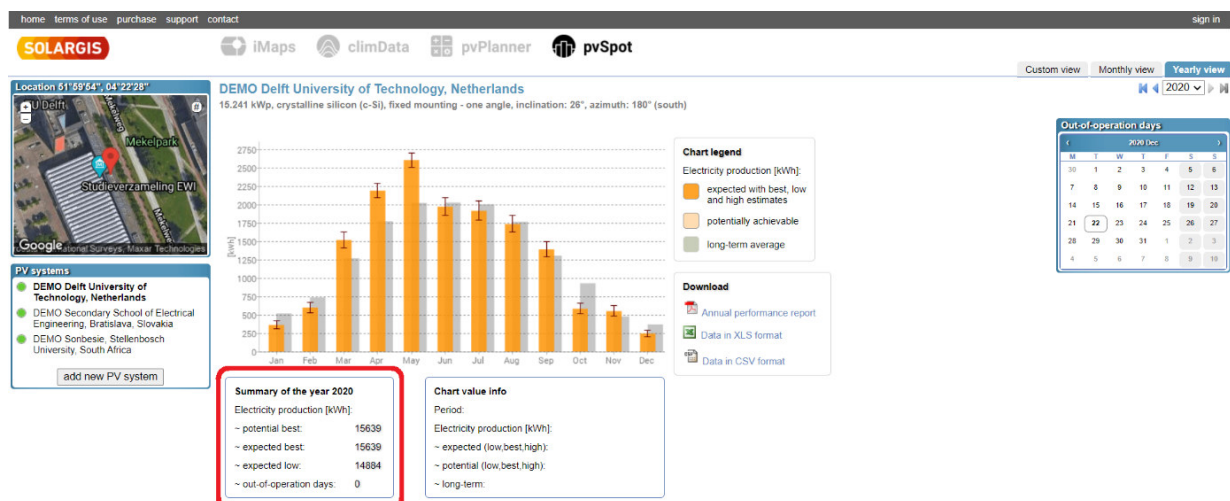 home terms of use purchase support contact
sign in
SOLARGIS
iMaps
climData
pvPlanner
pvSpot
Custom view
Monthly view
Yearly view
2020
Location 51°59'54", 04°22'28"
U Delft
Mekelweg
Mekelpark
Studieverzameling EWI
Mekelweg
Google
ational Surveys, Maxar Technologies
PV systems
DEMO Delft University of
Technology, Netherlands
DEMO Secondary School of Electrical
Engineering, Bratislava, Slovakia
DEMO Sonbesie, Stellenbosch
University, South Africa
add new PV system
DEMO Delft University of Technology, Netherlands
15.241 kWp, crystalline silicon (c-Si), fixed mounting - one angle, inclination: 26°, azimuth: 180° (south)
2750
2500
2250
2000
1750
1500
1250
1000
750
500
250
0
[kWh]
Jan Feb Mar Apr May Jun Jul Aug Sep Oct Nov Dec
Chart legend
Electricity production [kWh]:
expected with best, low
and high estimates
potentially achievable
long-term average
Download
Annual performance report
Data in XLS format
Data in CSV format
Summary of the year 2020
Electricity production [kWh]:
~ potential best: 15639
~ expected best: 15639
~ expected low: 14884
~ out-of-operation days: 0
Chart value info
Period:
Electricity production [kWh]:
~ expected (low,best,high):
~ potential (low,best,high):
~ long-term:
Out-of-operation days
2020 Dec
M T W T F S S
30 1 2 3 4 5 6
7 8 9 10 11 12 13
14 15 16 17 18 19 20
21 22 23 24 25 26 27
28 29 30 31 1 2 3
4 5 6 7 8 9 10